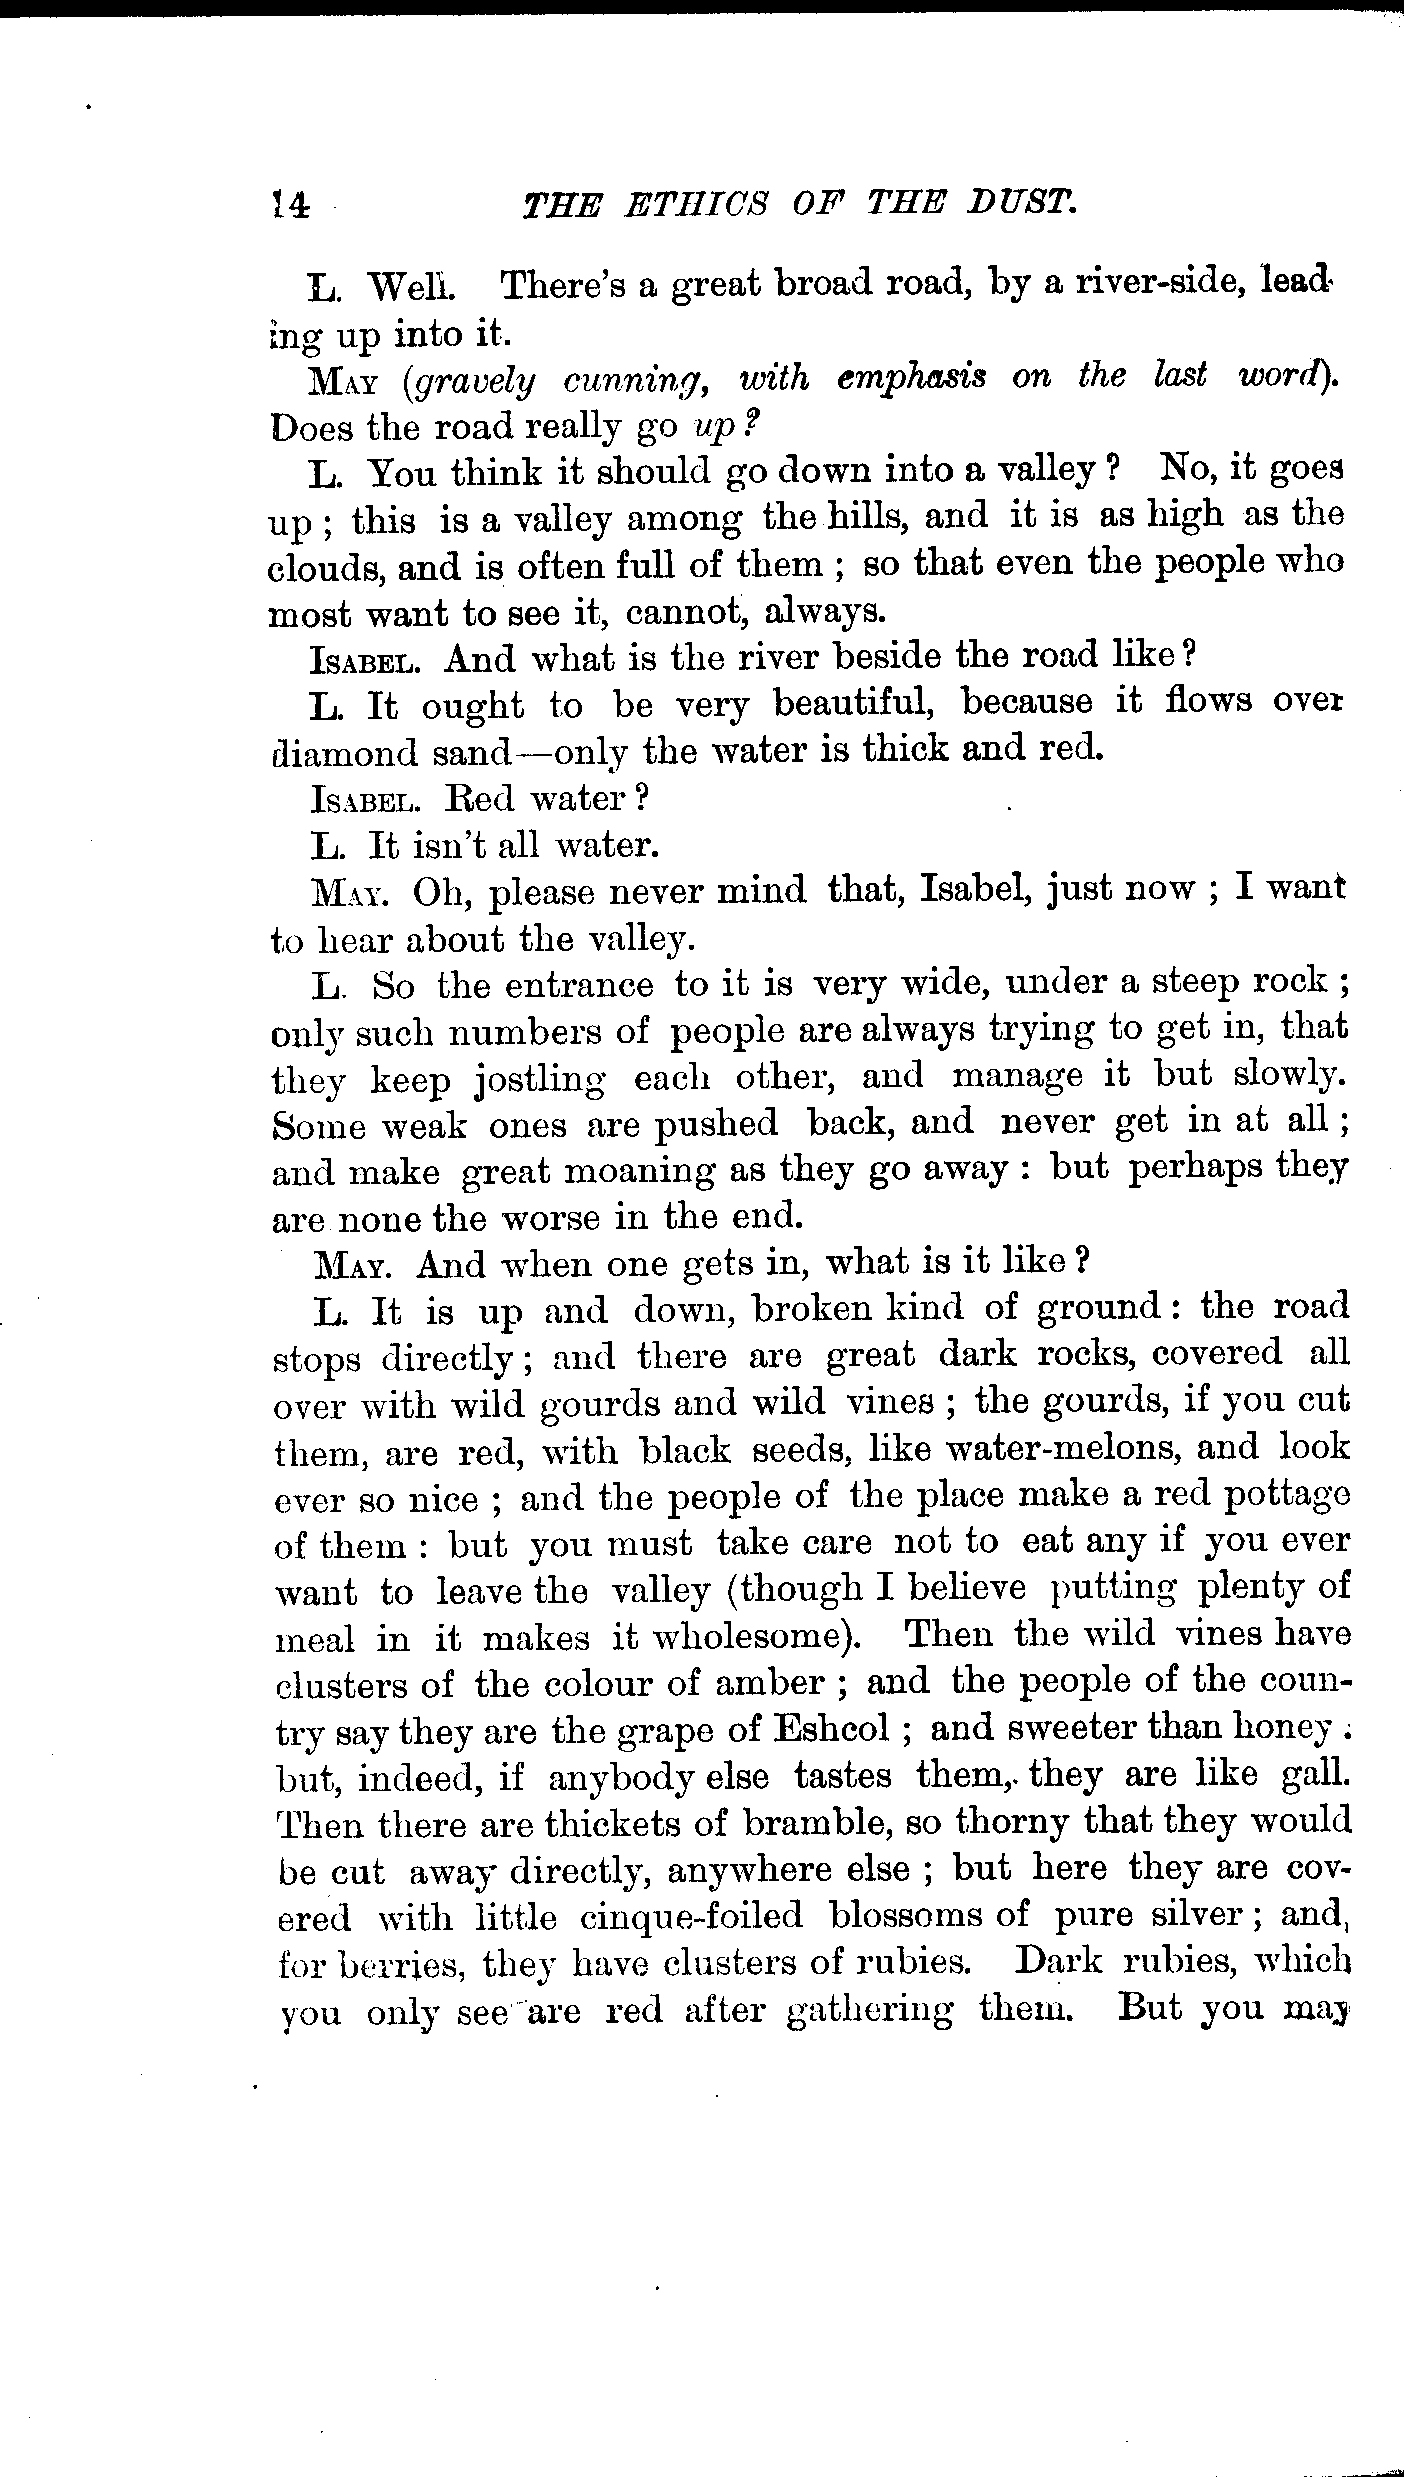 14 THE ETHICS OF THE DUST.
L. Well. There's a great broad road, by a river-side, lead-
ing up into it.
MAY (gravely cunning, with emphasis on the last word).
Does the road really go up?
L. You think it should go down into a valley? No, it goes
up; this is a valley among the hills, and it is as high as the
clouds, and is often full of them; so that even the people who
most want to see it, cannot, always.
ISABEL. And what is the river beside the road like?
L. It ought to be very beautiful, because it flows over
diamond sand—only the water is thick and red.
ISABEL. Red water?
L. It isn't all water.
MAY. Oh, please never mind that, Isabel, just now; I want
to hear about the valley.
L. So the entrance to it is very wide, under a steep rock;
only such numbers of people are always trying to get in, that
they keep jostling each other, and manage it but slowly.
Some weak ones are pushed back, and never get in at all;
and make great moaning as they go away: but perhaps they
are none the worse in the end.
MAY. And when one gets in, what is it like?
L. It is up and down, broken kind of ground: the road
stops directly; and there are great dark rocks, covered all
over with wild gourds and wild vines; the gourds, if you cut
them, are red, with black seeds, like water-melons, and look
ever so nice; and the people of the place make a red pottage
of them: but you must take care not to eat any if you ever
want to leave the valley (though I believe putting plenty of
meal in it makes it wholesome). Then the wild vines have
clusters of the colour of amber; and the people of the coun-
try say they are the grape of Eshcol; and sweeter than honey;
but, indeed, if anybody else tastes them, they are like gall.
Then there are thickets of bramble, so thorny that they would
be cut away directly, anywhere else; but here they are cov-
ered with little cinque-foiled blossoms of pure silver; and,
for berries, they have clusters of rubies. Dark rubies, which
you only see are red after gathering them. But you may